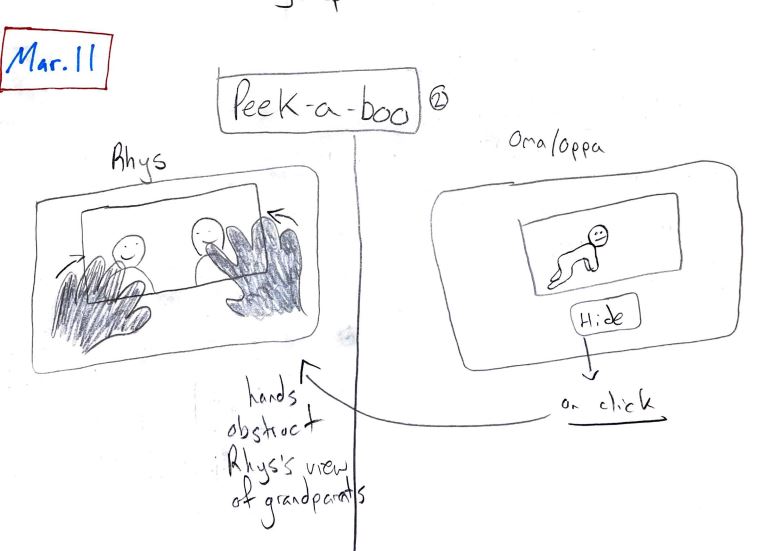 Mar. 11
Peek-a-boo ②
Rhys
Oma/Oppa
Hide
on click
hands
obstruct
Rhys's view
of grandparents